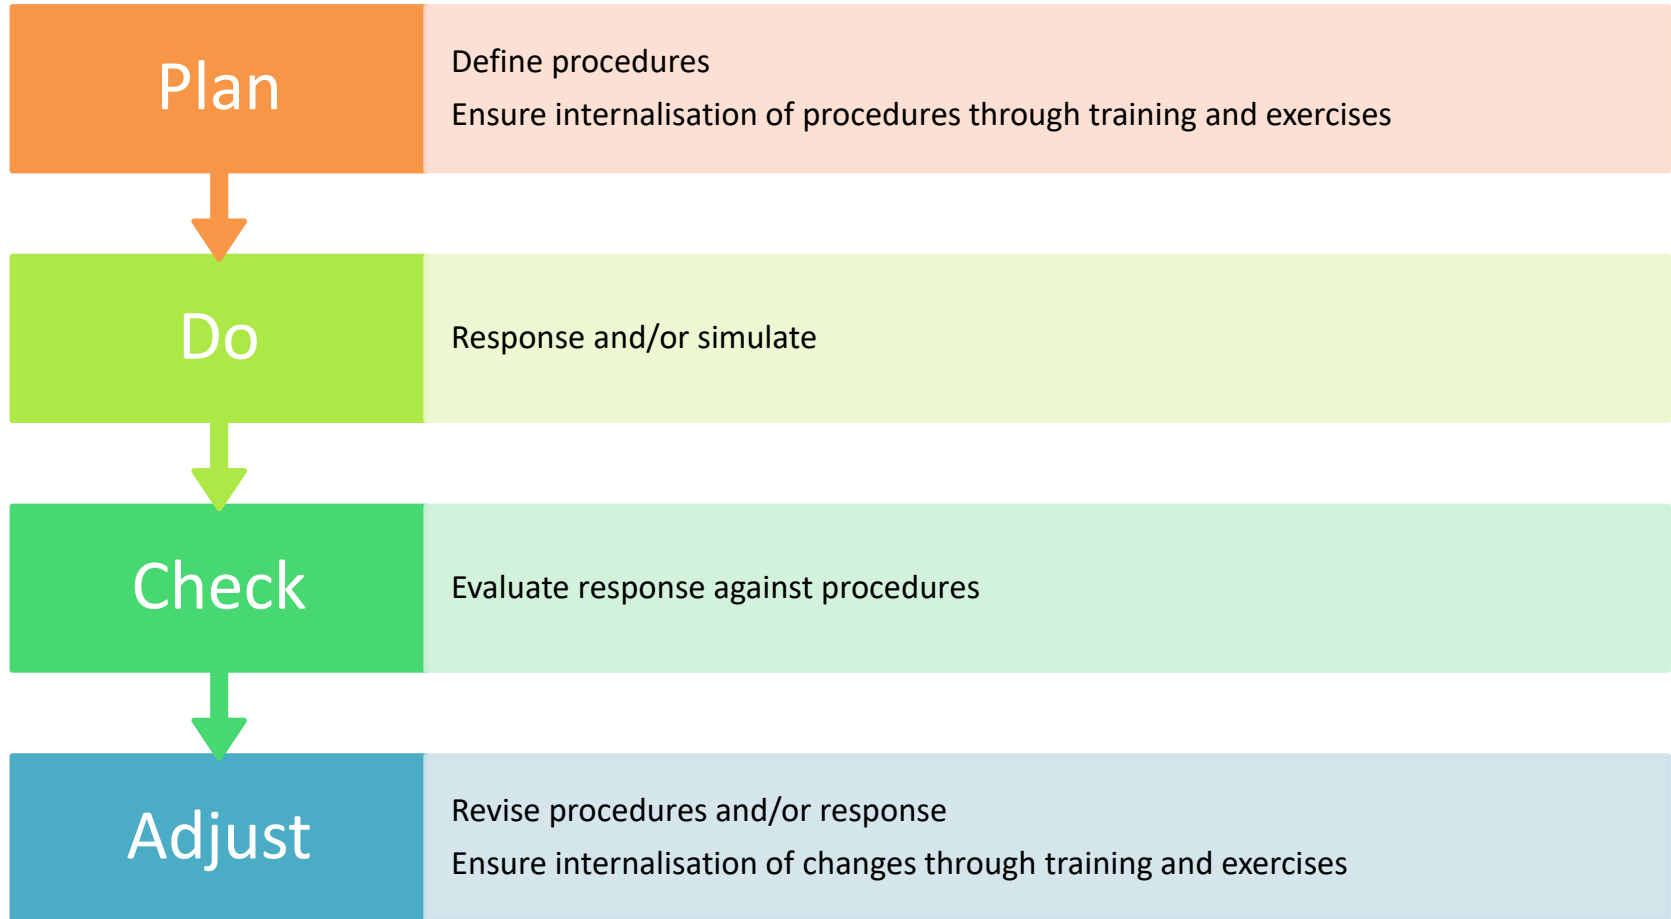 Plan
Define procedures
Ensure internalisation of procedures through training and exercises
Do
Response and/or simulate
Check
Evaluate response against procedures
Adjust
Revise procedures and/or response
Ensure internalisation of changes through training and exercises